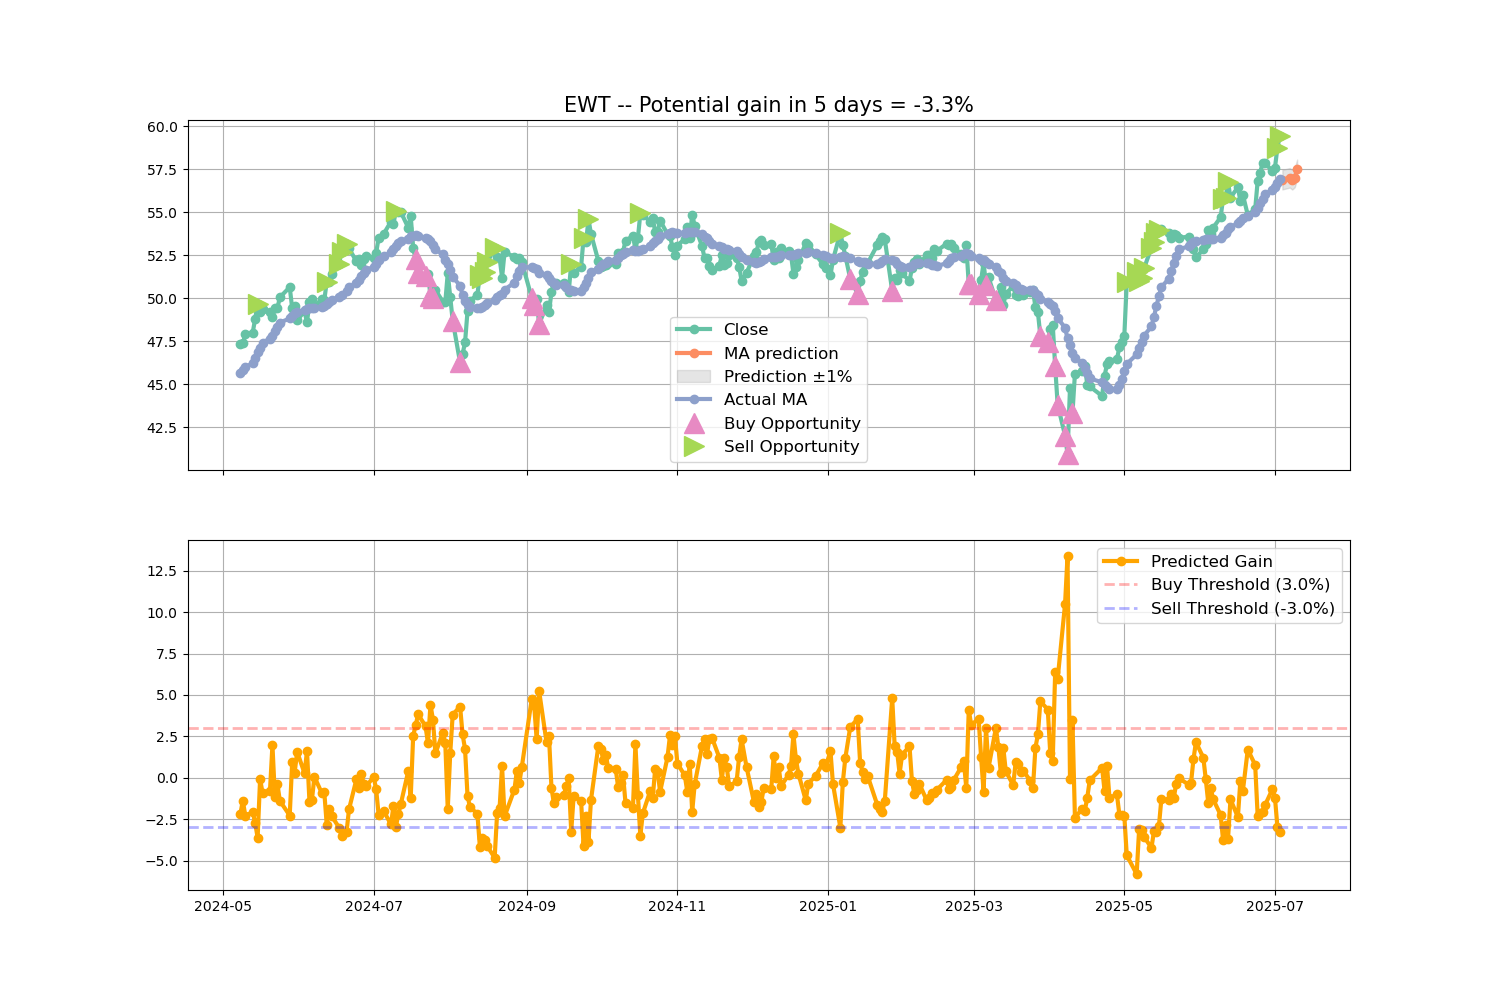 EWT -- Potential gain in 5 days = -3.3%
60.0
57.5
55.0
52.5
50.0
47.5
45.0
42.5
Close
MA prediction
Prediction ±1%
Actual MA
Buy Opportunity
Sell Opportunity
12.5
10.0
7.5
5.0
2.5
0.0
−2.5
−5.0
Predicted Gain
Buy Threshold (3.0%)
Sell Threshold (-3.0%)
2024-05
2024-07
2024-09
2024-11
2025-01
2025-03
2025-05
2025-07